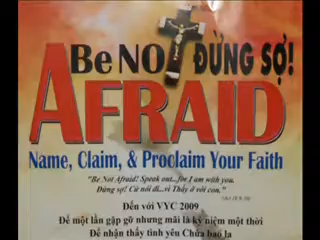 Be NOT ĐỪNG SỢ!
AFRAID
Name, Claim, & Proclaim Your Faith
"Be Not Afraid! Speak out...for I am with you.
Đừng sợ! Cứ nói đi...vì Thầy ở với con."
Đến với VYC 2009
Để một lần gặp gỡ nhưng mãi là kỷ niệm một thời
Để nhận thấy tình yêu Chúa bao la